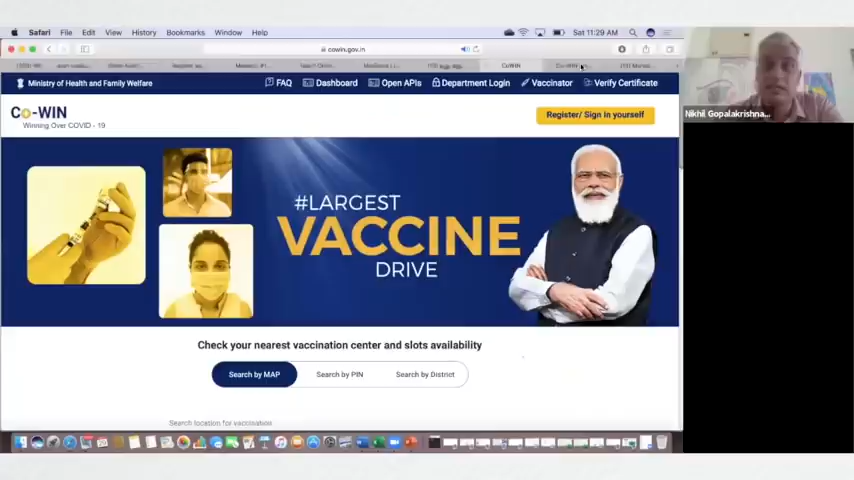 Safari File Edit View History Bookmarks Window Help
Sat 11:29 AM
cowin.gov.in
CoWIN
Ministry of Health and Family Welfare
FAQ Dashboard Open APIs Department Login Vaccinator Verify Certificate
Co-WIN
Winning Over COVID - 19
Register/ Sign In yourself
#LARGEST
VACCINE
DRIVE
Check your nearest vaccination center and slots availability
Search by MAP Search by PIN Search by District
Search location for vaccination
Nikhil Gopalakrishna...